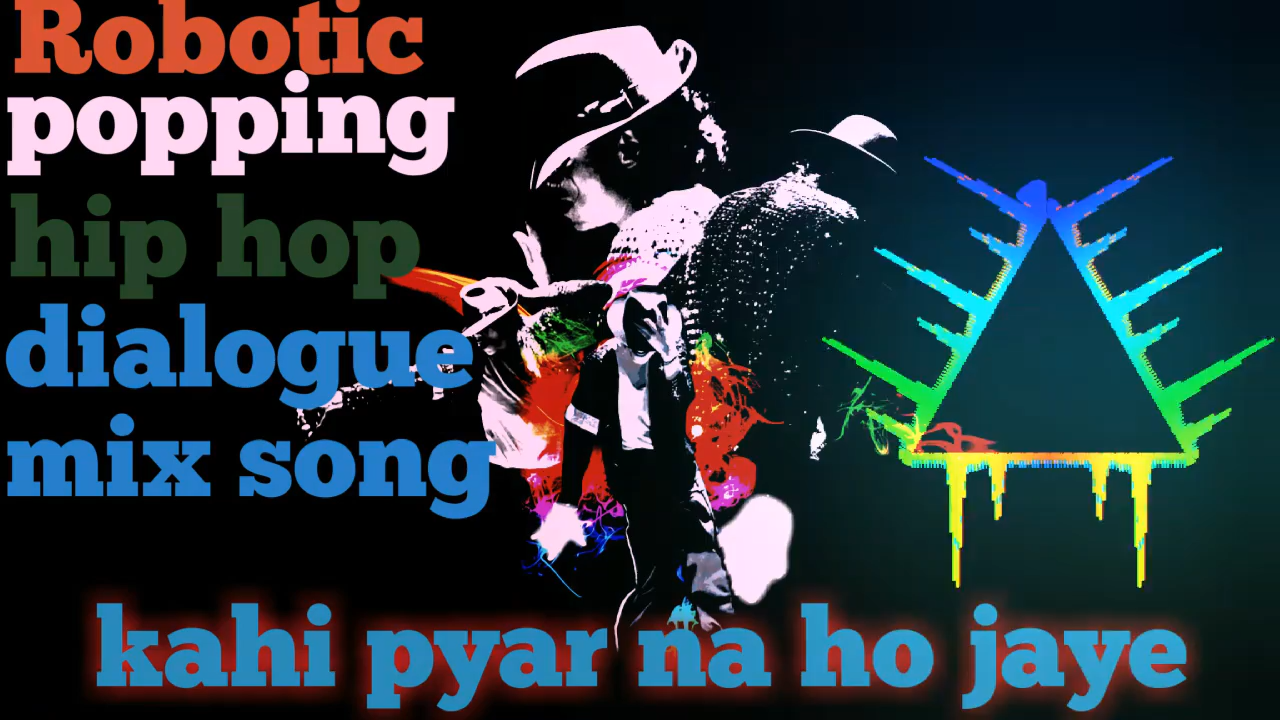 Robotic
popping
hip hop
dialogue
mix song
kahi pyar na ho jaye